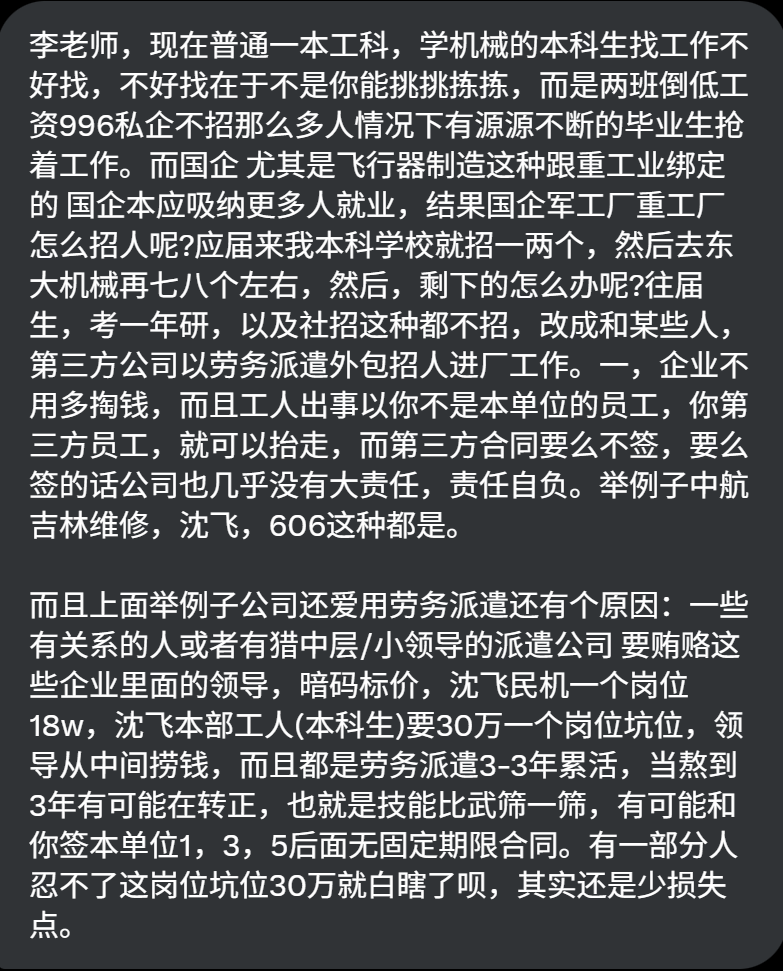 李老师，现在普通一本工科，学机械的本科生找工作不
好找，不好找在于不是你能挑挑拣拣，而是两班倒低工
资996私企不招那么多人情况下有源源不断的毕业生抢
着工作。而国企 尤其是飞行器制造这种跟重工业绑定
的 国企本应吸纳更多人就业，结果国企军工厂重工厂
怎么招人呢?应届来我本科学校就招一两个，然后去东
大机械再七八个左右，然后，剩下的怎么办呢?往届
生，考一年研，以及社招这种都不招，改成和某些人，
第三方公司以劳务派遣外包招人进厂工作。一，企业不
用多掏钱，而且工人出事以你不是本单位的员工，你第
三方员工，就可以抬走，而第三方合同要么不签，要么
签的话公司也几乎没有大责任，责任自负。举例子中航
吉林维修，沈飞，606这种都是。
而且上面举例子公司还爱用劳务派遣还有个原因：一些
有关系的人或者有猎中层/小领导的派遣公司 要贿赂这
些企业里面的领导，暗码标价，沈飞民机一个岗位
18w，沈飞本部工人(本科生)要30万一个岗位坑位，领
导从中间捞钱，而且都是劳务派遣3-3年累活，当熬到
3年有可能在转正，也就是技能比武筛一筛，有可能和
你签本单位1，3，5后面无固定期限合同。有一部分人
忍不了这岗位坑位30万就白瞎了呗，其实还是少损失
点。